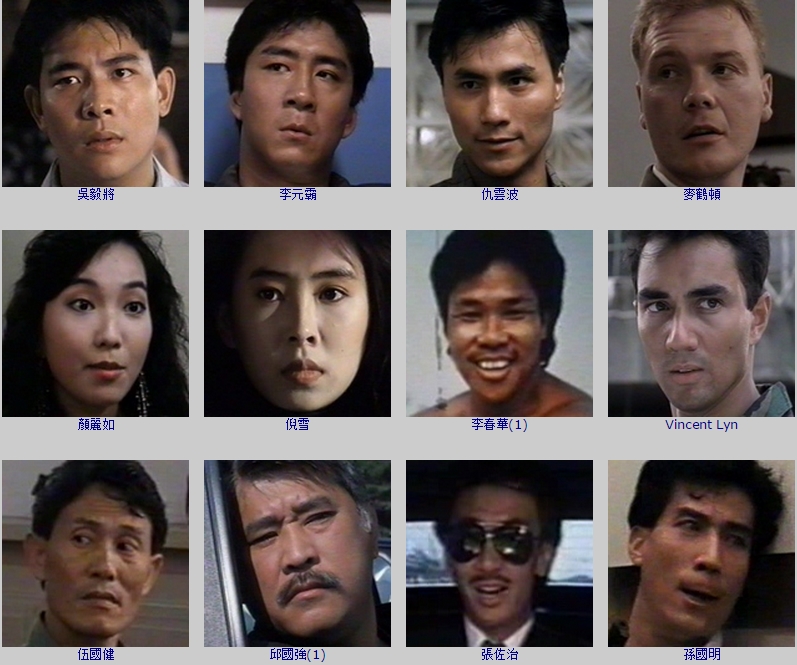 吳毅將
李元霸
仇雲波
麥鶴頓
顏麗如
倪雪
李春華(1)
Vincent Lyn
伍國健
邱國強(1)
張佐治
孫國明